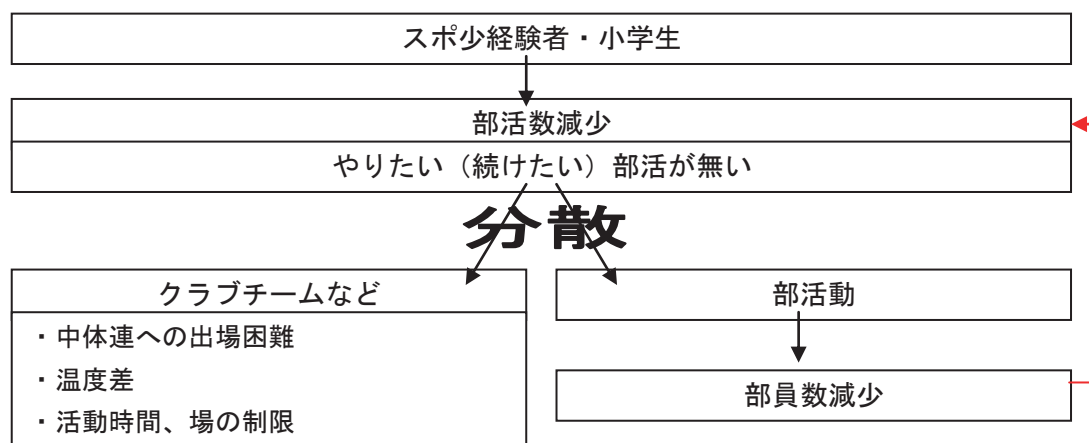 スポ少経験者・小学生
部活数減少
やりたい（続けたい）部活が無い
分散
クラブチームなど
・中体連への出場困難
・温度差
・活動時間、場の制限
部活動
部員数減少